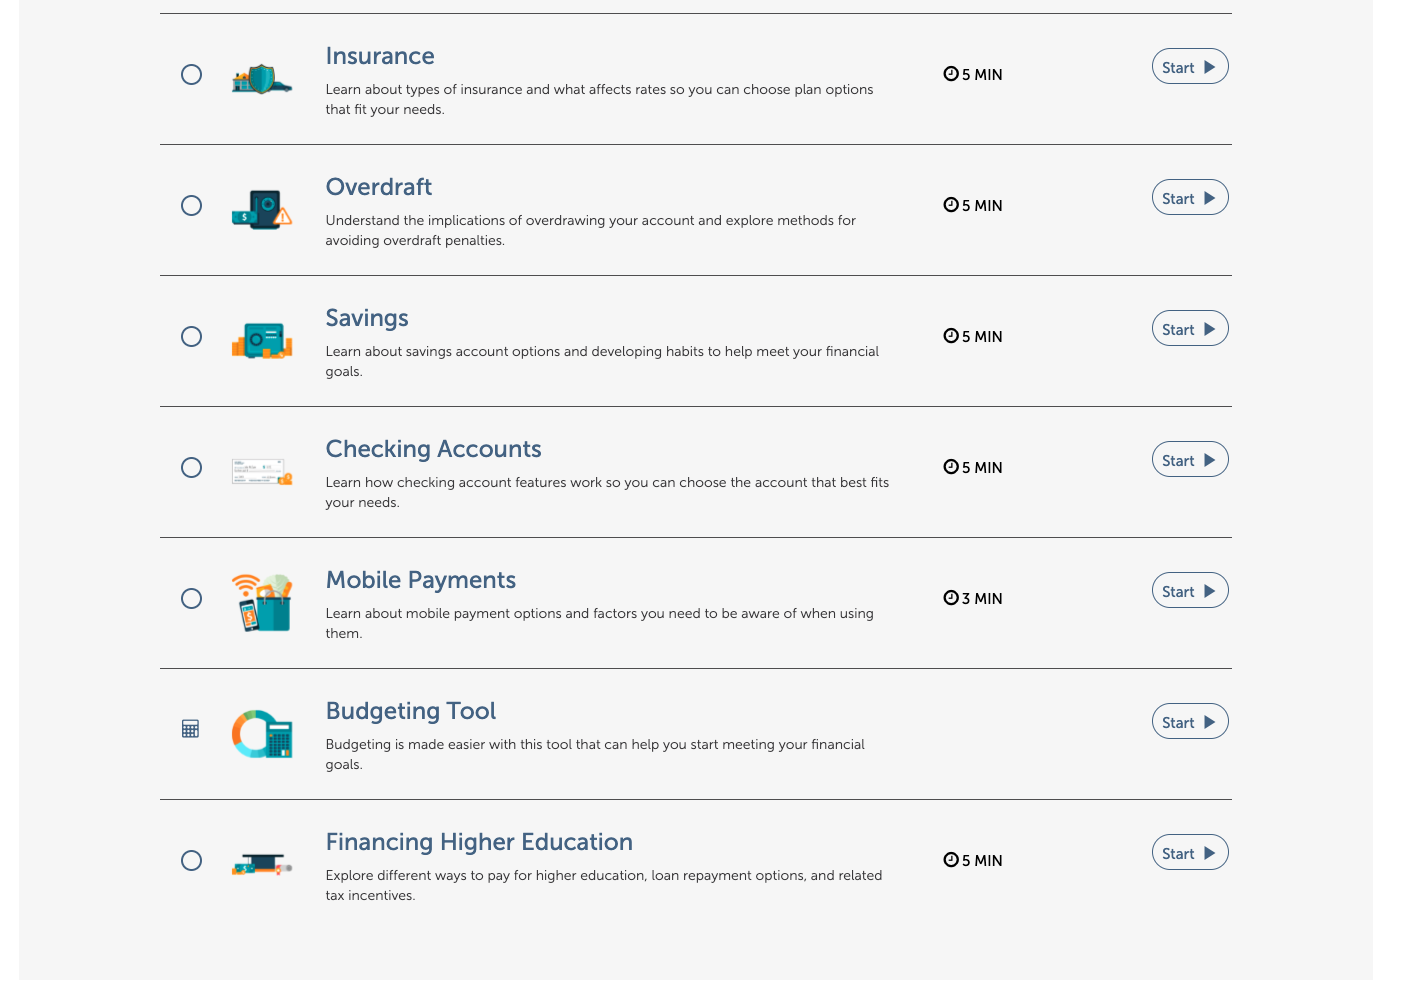 Insurance
Learn about types of insurance and what affects rates so you can choose plan options
that fit your needs.
5 MIN
Start
Overdraft
Understand the implications of overdrawing your account and explore methods for
avoiding overdraft penalties.
5 MIN
Start
Savings
Learn about savings account options and developing habits to help meet your financial
goals.
5 MIN
Start
Checking Accounts
Learn how checking account features work so you can choose the account that best fits
your needs.
5 MIN
Start
Mobile Payments
Learn about mobile payment options and factors you need to be aware of when using
them.
3 MIN
Start
Budgeting Tool
Budgeting is made easier with this tool that can help you start meeting your financial
goals.
Start
Financing Higher Education
Explore different ways to pay for higher education, loan repayment options, and related
tax incentives.
5 MIN
Start